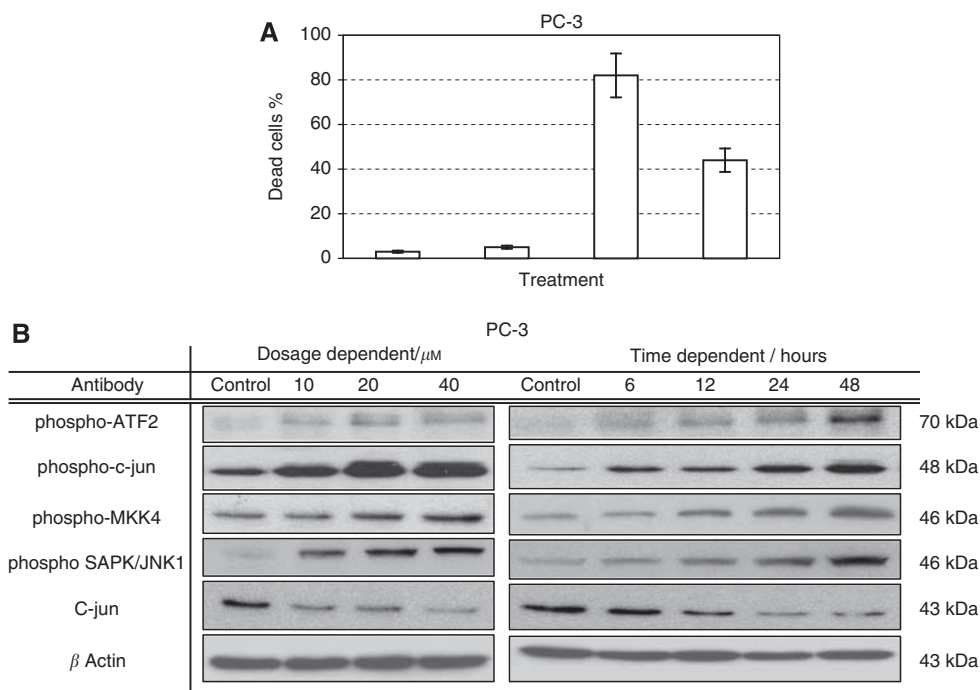 A
PC-3
Dead cells %
100
80
60
40
20
0
Treatment
B
PC-3
Dosage dependent/μM
Time dependent / hours
Antibody Control 10 20 40 Control 6 12 24 48
phospho-ATF2 70 kDa
phospho-c-jun 48 kDa
phospho-MKK4 46 kDa
phospho SAPK/JNK1 46 kDa
C-jun 43 kDa
β Actin 43 kDa